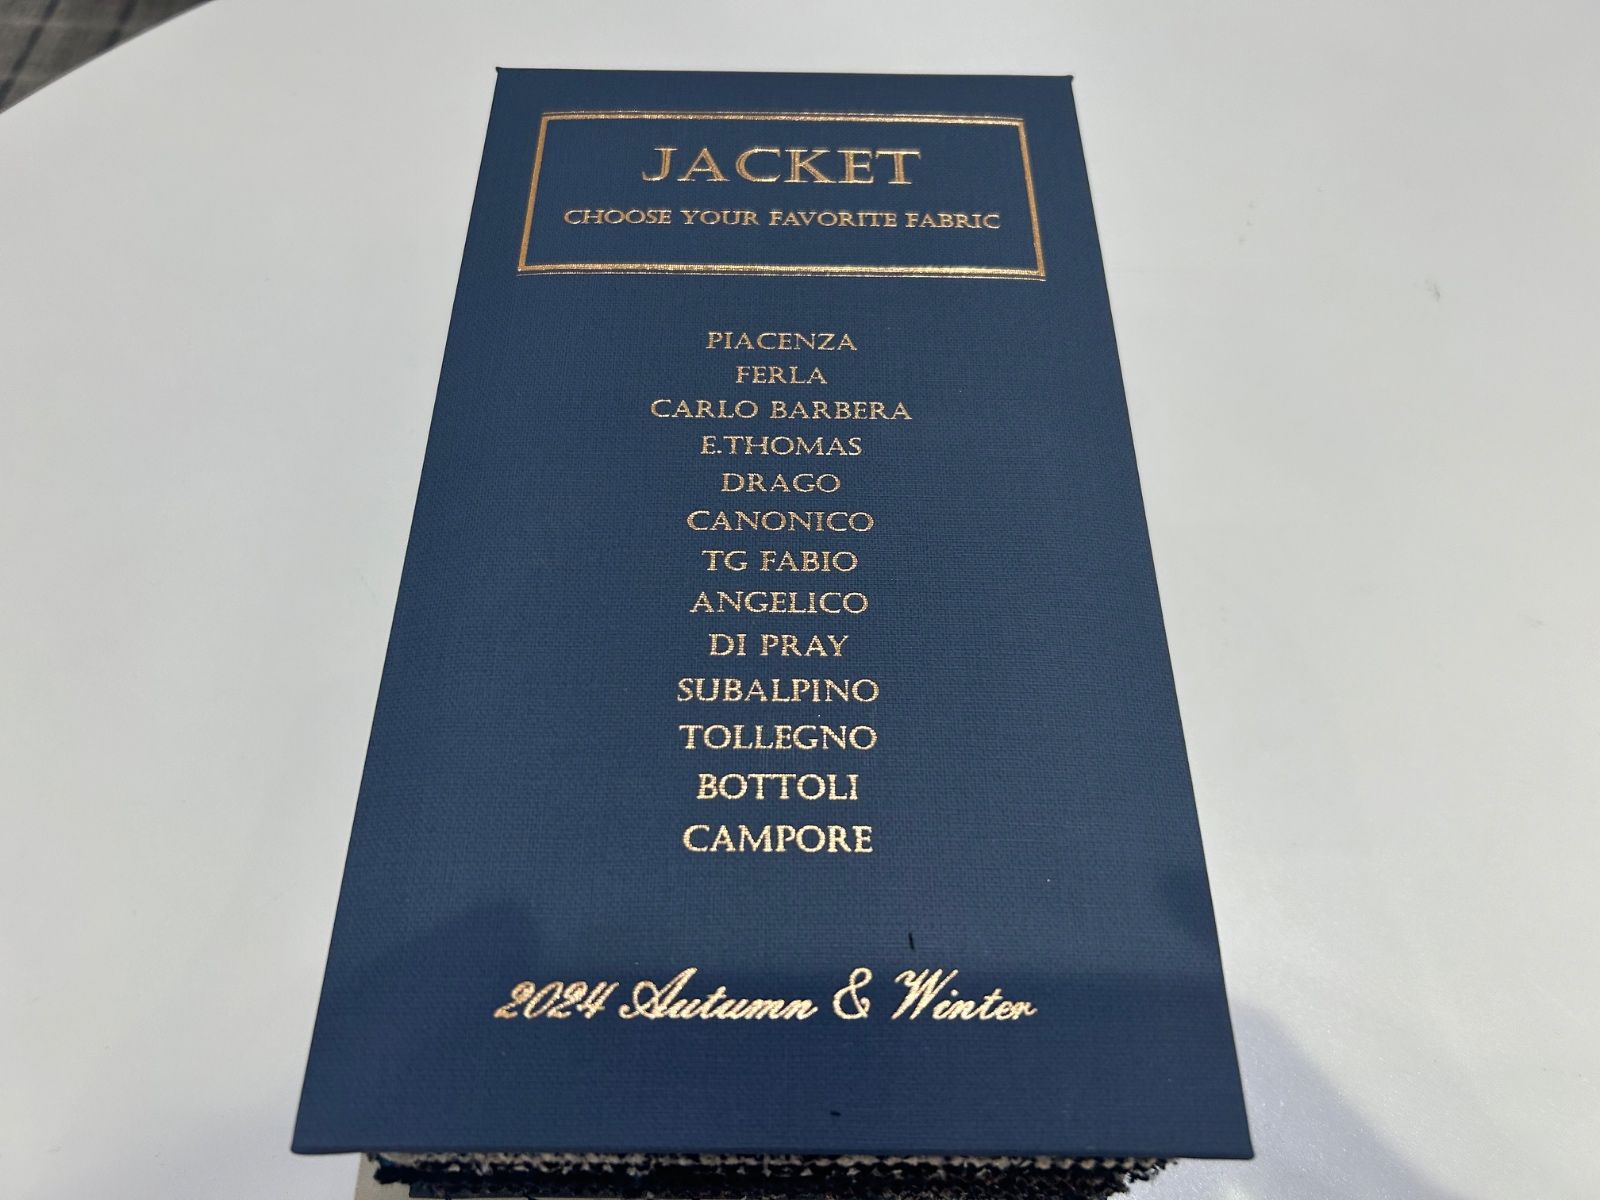 JACKET
CHOOSE YOUR FAVORITE FABRIC
PIACENZA
FERLA
CARLO BARBERA
E.THOMAS
DRAGO
CANONICO
TG FABIO
ANGELICO
DI PRAY
SUBALPINO
TOLLEGNO
BOTTOLI
CAMPORE
2024 Autumn & Winter